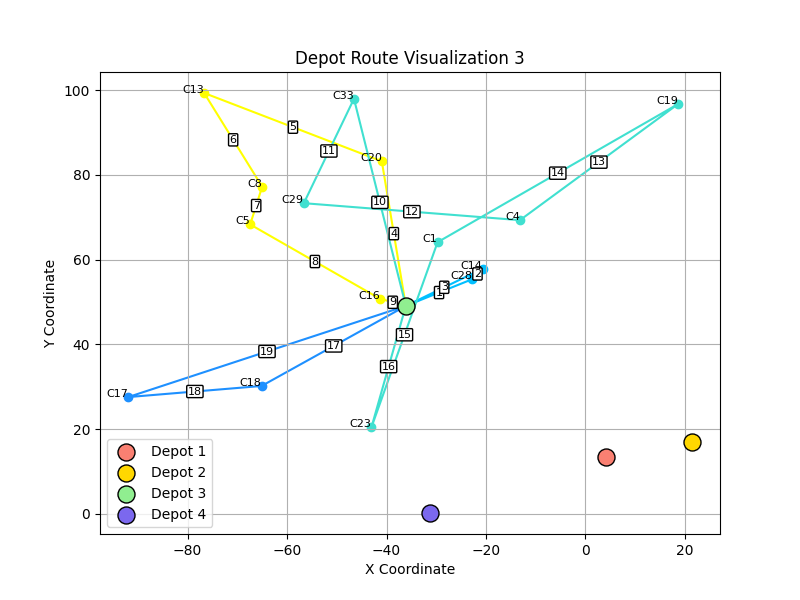 Depot Route Visualization 3
Y Coordinate
100
80
60
40
20
0
−80
−60
−40
−20
0
20
X Coordinate
C13
C33
C19
5
6
11
C20
13
14
C8
C29
7
10
12
C5
C4
4
C1
8
C14
C28
2
3
1
C16
9
15
17
19
16
C18
18
C17
C23
Depot 1
Depot 2
Depot 3
Depot 4